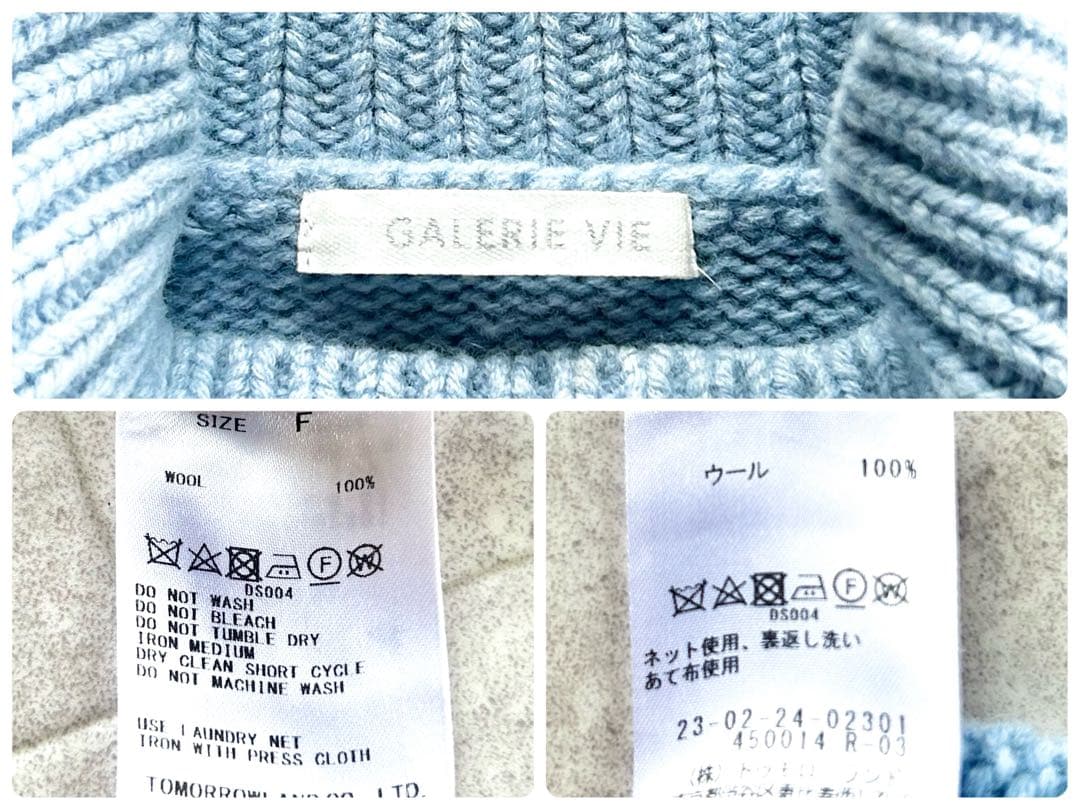 GALERIE VIE
SIZE F
WOOL 100%
F W
DS004
DO NOT WASH
DO NOT BLEACH
DO NOT TUMBLE DRY
IRON MEDIUM
DRY CLEAN SHORT CYCLE
DO NOT MACHINE WASH
USE LAUNDRY NET
IRON WITH PRESS CLOTH
TOMORROWLAND CO., LTD.
ウール 100%
F W
DS004
ネット使用、裏返し洗い
あて布使用
23-02-24-02301
450014 R-03